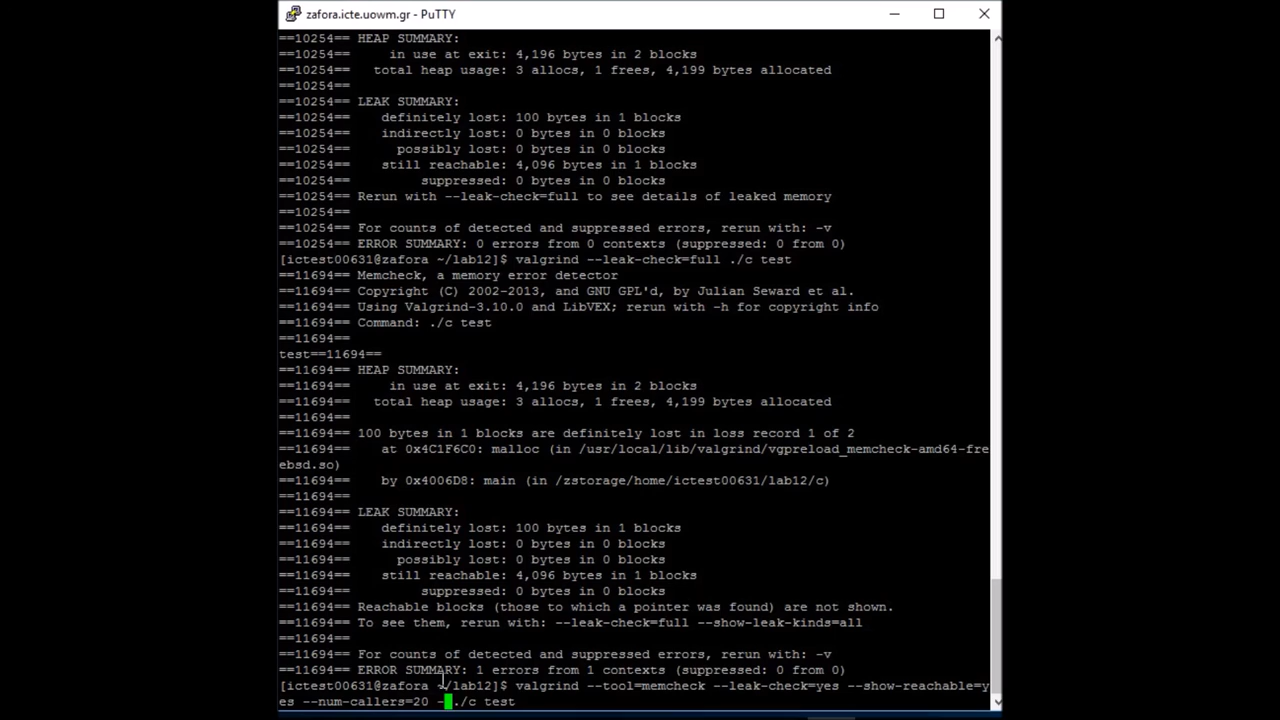 zafora.icte.uowm.gr - PuTTY
==10254== HEAP SUMMARY:
==10254==     in use at exit: 4,196 bytes in 2 blocks
==10254==   total heap usage: 3 allocs, 1 frees, 4,199 bytes allocated
==10254==
==10254== LEAK SUMMARY:
==10254==    definitely lost: 100 bytes in 1 blocks
==10254==    indirectly lost: 0 bytes in 0 blocks
==10254==      possibly lost: 0 bytes in 0 blocks
==10254==    still reachable: 4,096 bytes in 1 blocks
==10254==         suppressed: 0 bytes in 0 blocks
==10254== Rerun with --leak-check=full to see details of leaked memory
==10254==
==10254== For counts of detected and suppressed errors, rerun with: -v
==10254== ERROR SUMMARY: 0 errors from 0 contexts (suppressed: 0 from 0)
[ictest00631@zafora ~/lab12]$ valgrind --leak-check=full ./c test
==11694== Memcheck, a memory error detector
==11694== Copyright (C) 2002-2013, and GNU GPL'd, by Julian Seward et al.
==11694== Using Valgrind-3.10.0 and LibVEX; rerun with -h for copyright info
==11694== Command: ./c test
==11694==
test==11694==
==11694== HEAP SUMMARY:
==11694==     in use at exit: 4,196 bytes in 2 blocks
==11694==   total heap usage: 3 allocs, 1 frees, 4,199 bytes allocated
==11694==
==11694== 100 bytes in 1 blocks are definitely lost in loss record 1 of 2
==11694==    at 0x4C1F6C0: malloc (in /usr/local/lib/valgrind/vgpreload_memcheck-amd64-fre
ebsd.so)
==11694==    by 0x4006D8: main (in /zstorage/home/ictest00631/lab12/c)
==11694==
==11694== LEAK SUMMARY:
==11694==    definitely lost: 100 bytes in 1 blocks
==11694==    indirectly lost: 0 bytes in 0 blocks
==11694==      possibly lost: 0 bytes in 0 blocks
==11694==    still reachable: 4,096 bytes in 1 blocks
==11694==         suppressed: 0 bytes in 0 blocks
==11694== Reachable blocks (those to which a pointer was found) are not shown.
==11694== To see them, rerun with: --leak-check=full --show-leak-kinds=all
==11694==
==11694== For counts of detected and suppressed errors, rerun with: -v
==11694== ERROR SUMMARY: 1 errors from 1 contexts (suppressed: 0 from 0)
[ictest00631@zafora ~/lab12]$ valgrind --tool=memcheck --leak-check=yes --show-reachable=y
es --num-callers=20 - ./c test